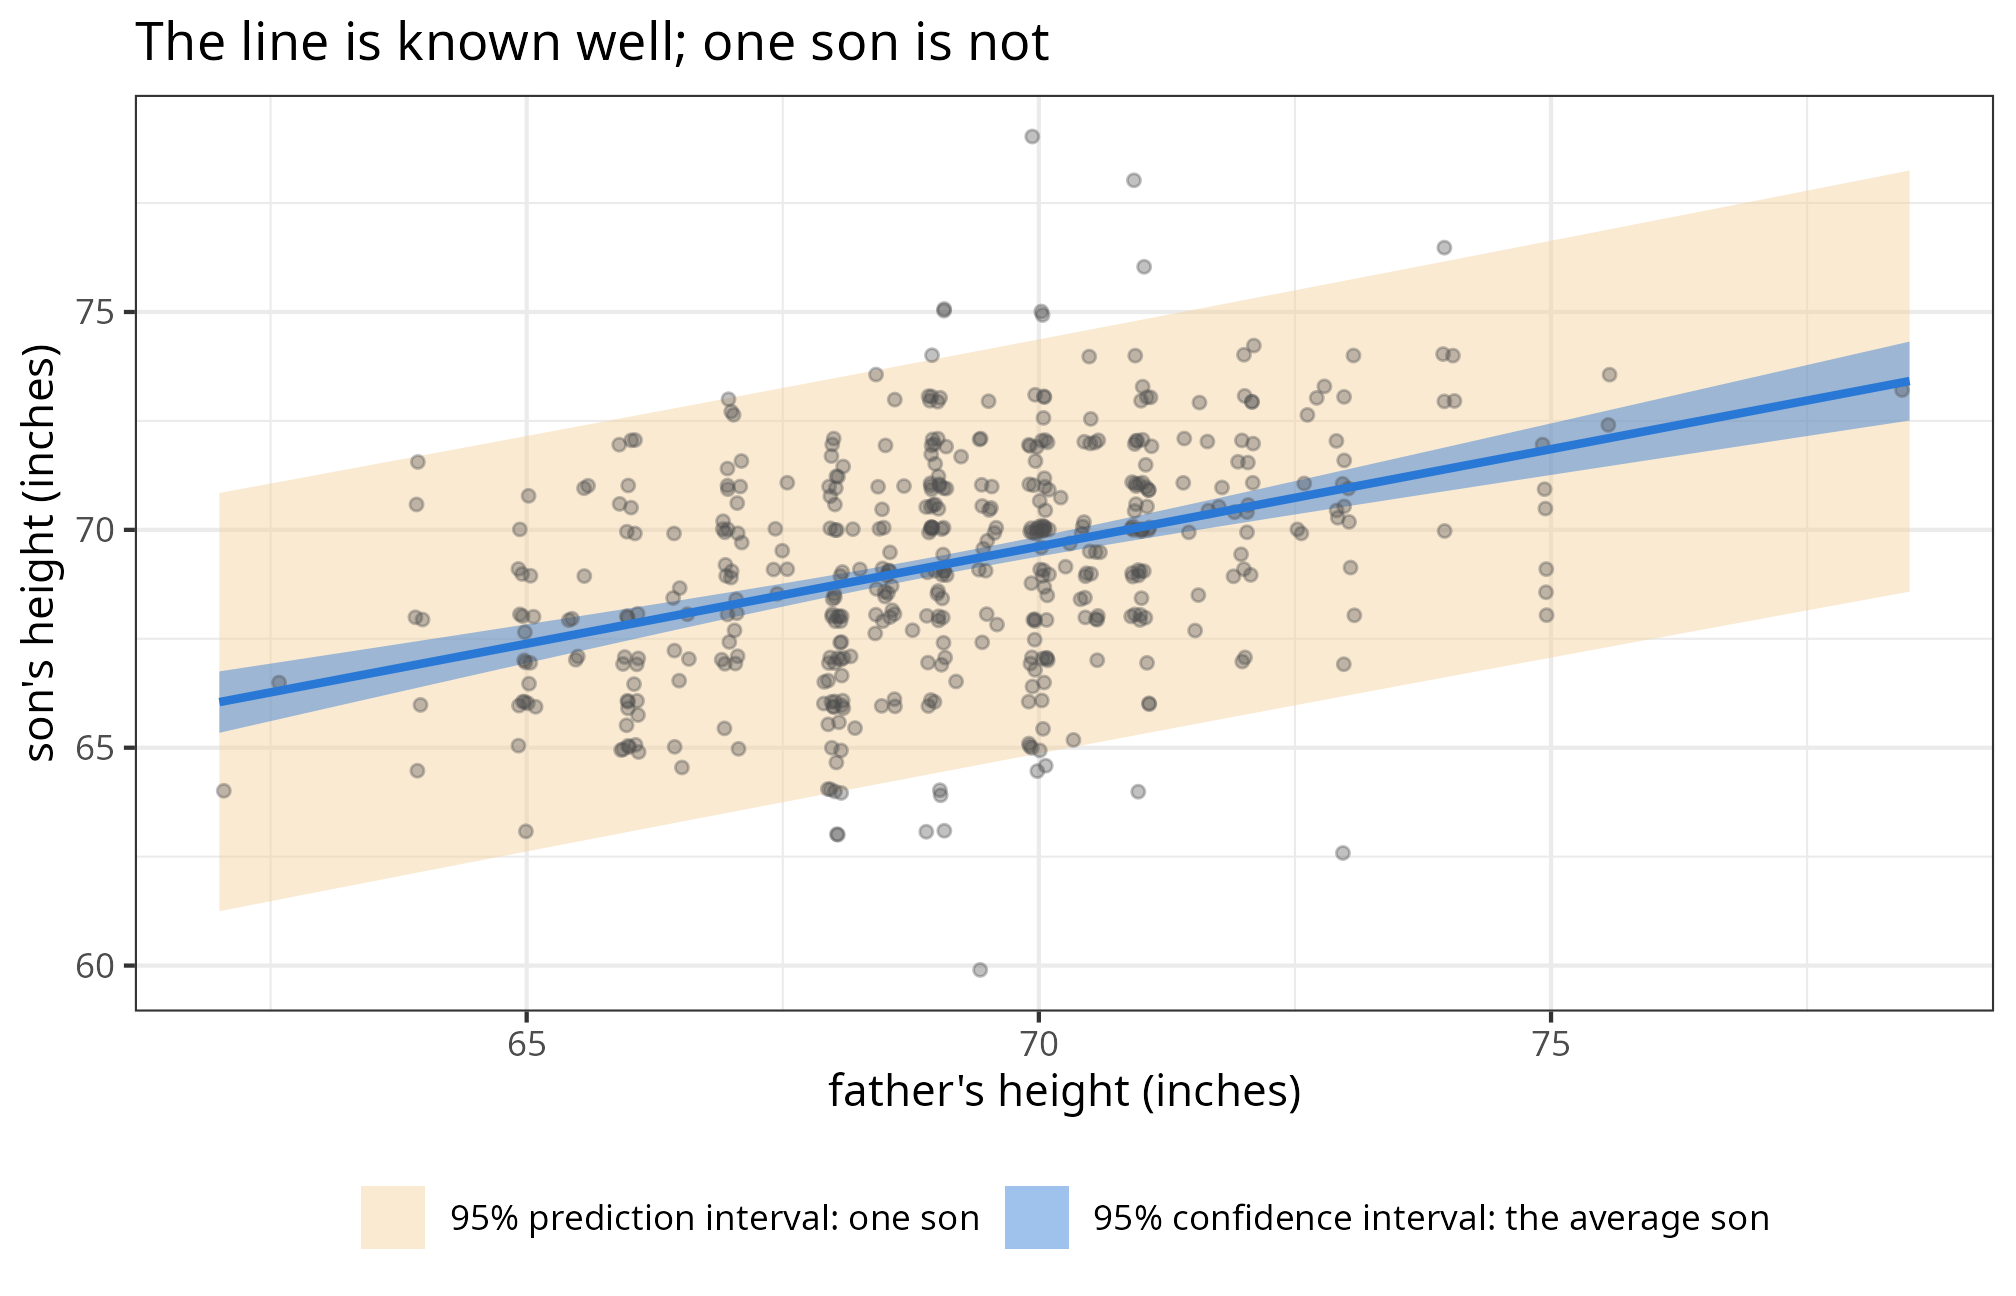 The line is known well; one son is not
son's height (inches)
75
70
65
60
65
70
75
father's height (inches)
95% prediction interval: one son
95% confidence interval: the average son